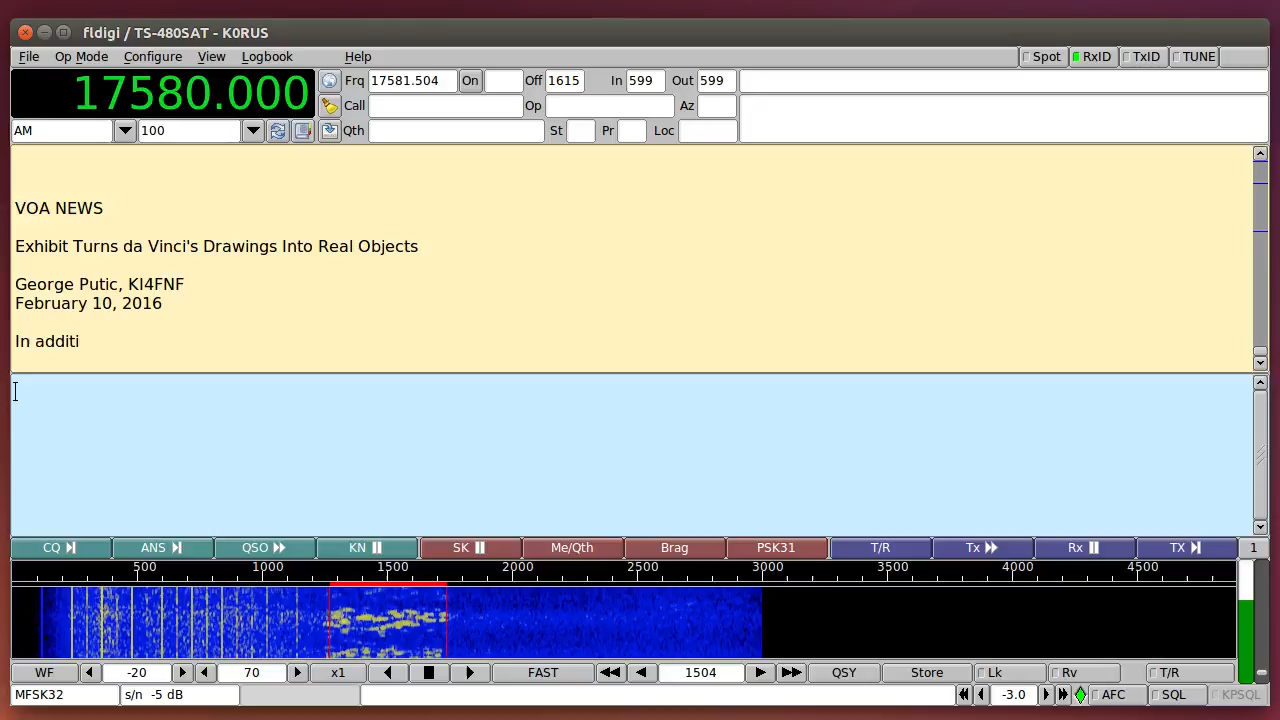 fldigi / TS-480SAT - K0RUS
File Op Mode Configure View Logbook Help Spot RxID TxID TUNE
17580.000 Frq 17581.504 On Off 1615 In 599 Out 599
Call Op Az
AM 100 Qth St Pr Loc
VOA NEWS
Exhibit Turns da Vinci's Drawings Into Real Objects
George Putic, KI4FNF
February 10, 2016
In additi
CQ ANS QSO KN SK Me/Qth Brag PSK31 T/R Tx Rx TX 1
500 1000 1500 2000 2500 3000 3500 4000 4500
WF -20 70 x1 FAST 1504 QSY Store Lk Rv T/R
MFSK32 s/n -5 dB -3.0 AFC SQL KPSQL